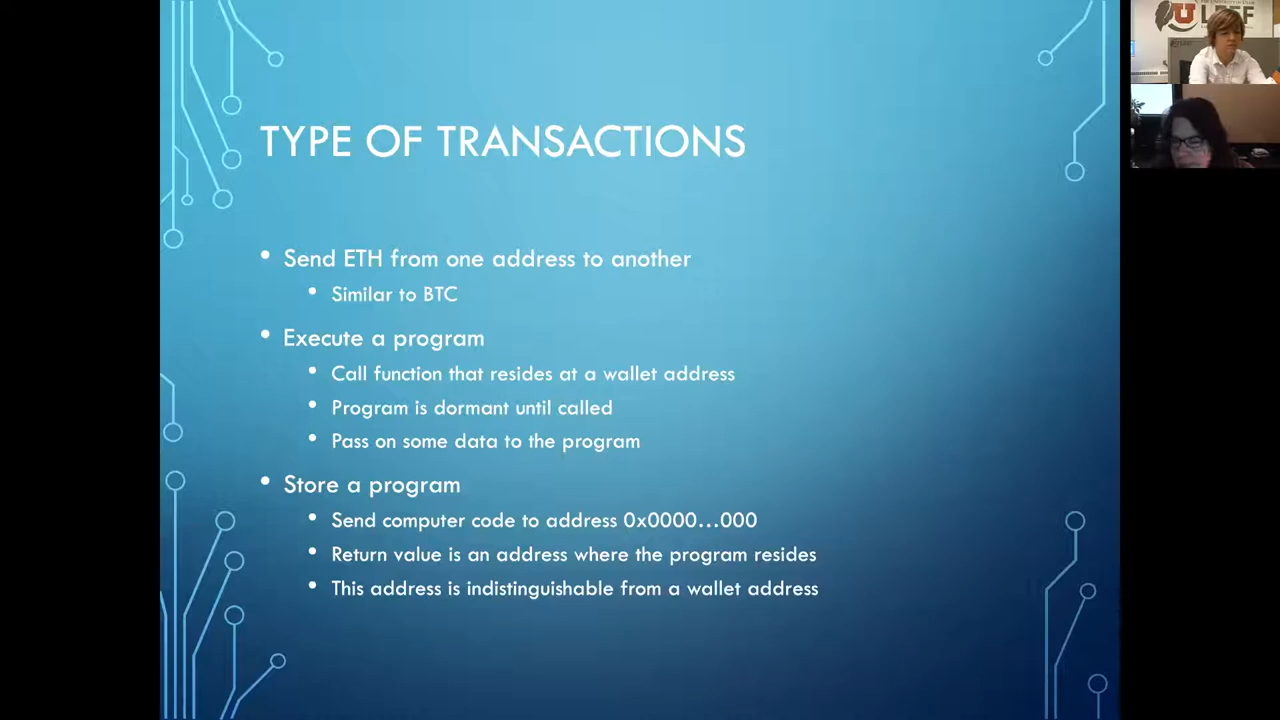 TYPE OF TRANSACTIONS
• Send ETH from one address to another
• Similar to BTC
• Execute a program
• Call function that resides at a wallet address
• Program is dormant until called
• Pass on some data to the program
• Store a program
• Send computer code to address 0x0000...000
• Return value is an address where the program resides
• This address is indistinguishable from a wallet address